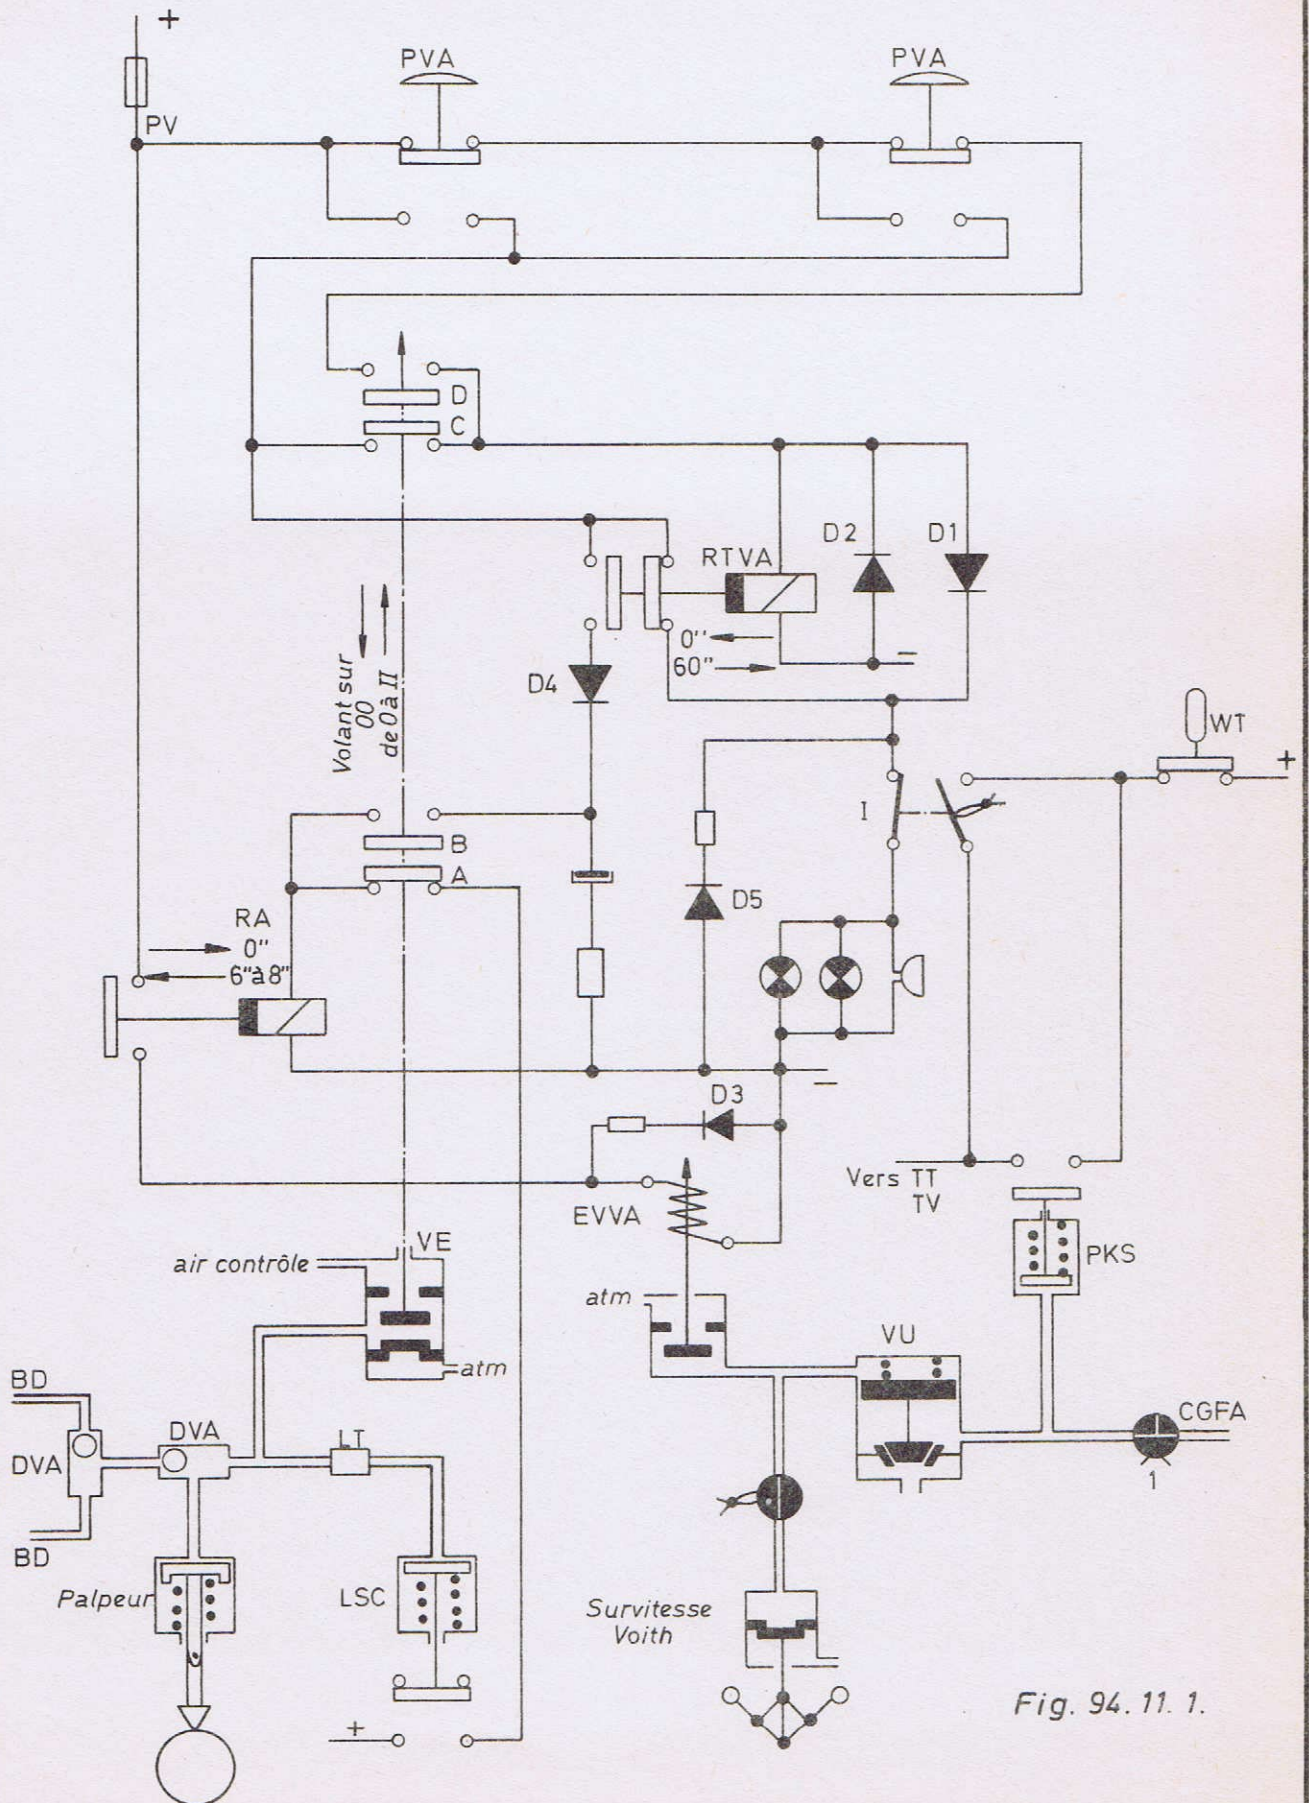 +
PVA
PVA
PV
D
C
D2
D1
RTVA
0''
60''
–
D4
Volant sur
00
de 0 à II
WT
+
I
B
A
D5
RA
0''
6''à8''
–
D3
Vers TT
TV
EVVA
PKS
VE
air contrôle
atm
VU
atm
BD
DVA
LT
CGFA
DVA
1
BD
Palpeur
LSC
Survitesse
Voith
+
Fig. 94.11.1.